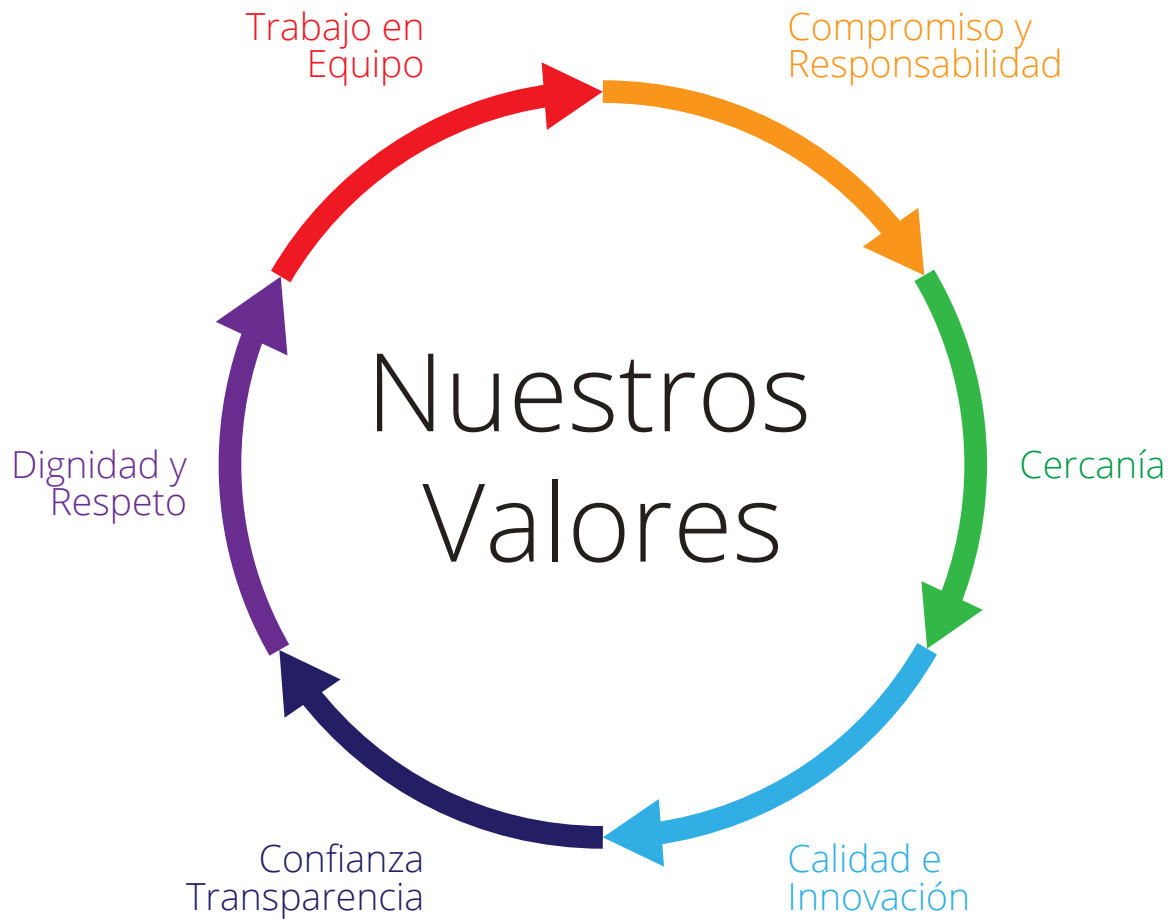 Trabajo en
Equipo
Compromiso y
Responsabilidad
Nuestros
Valores
Cercanía
Dignidad y
Respeto
Confianza
Transparencia
Calidad e
Innovación